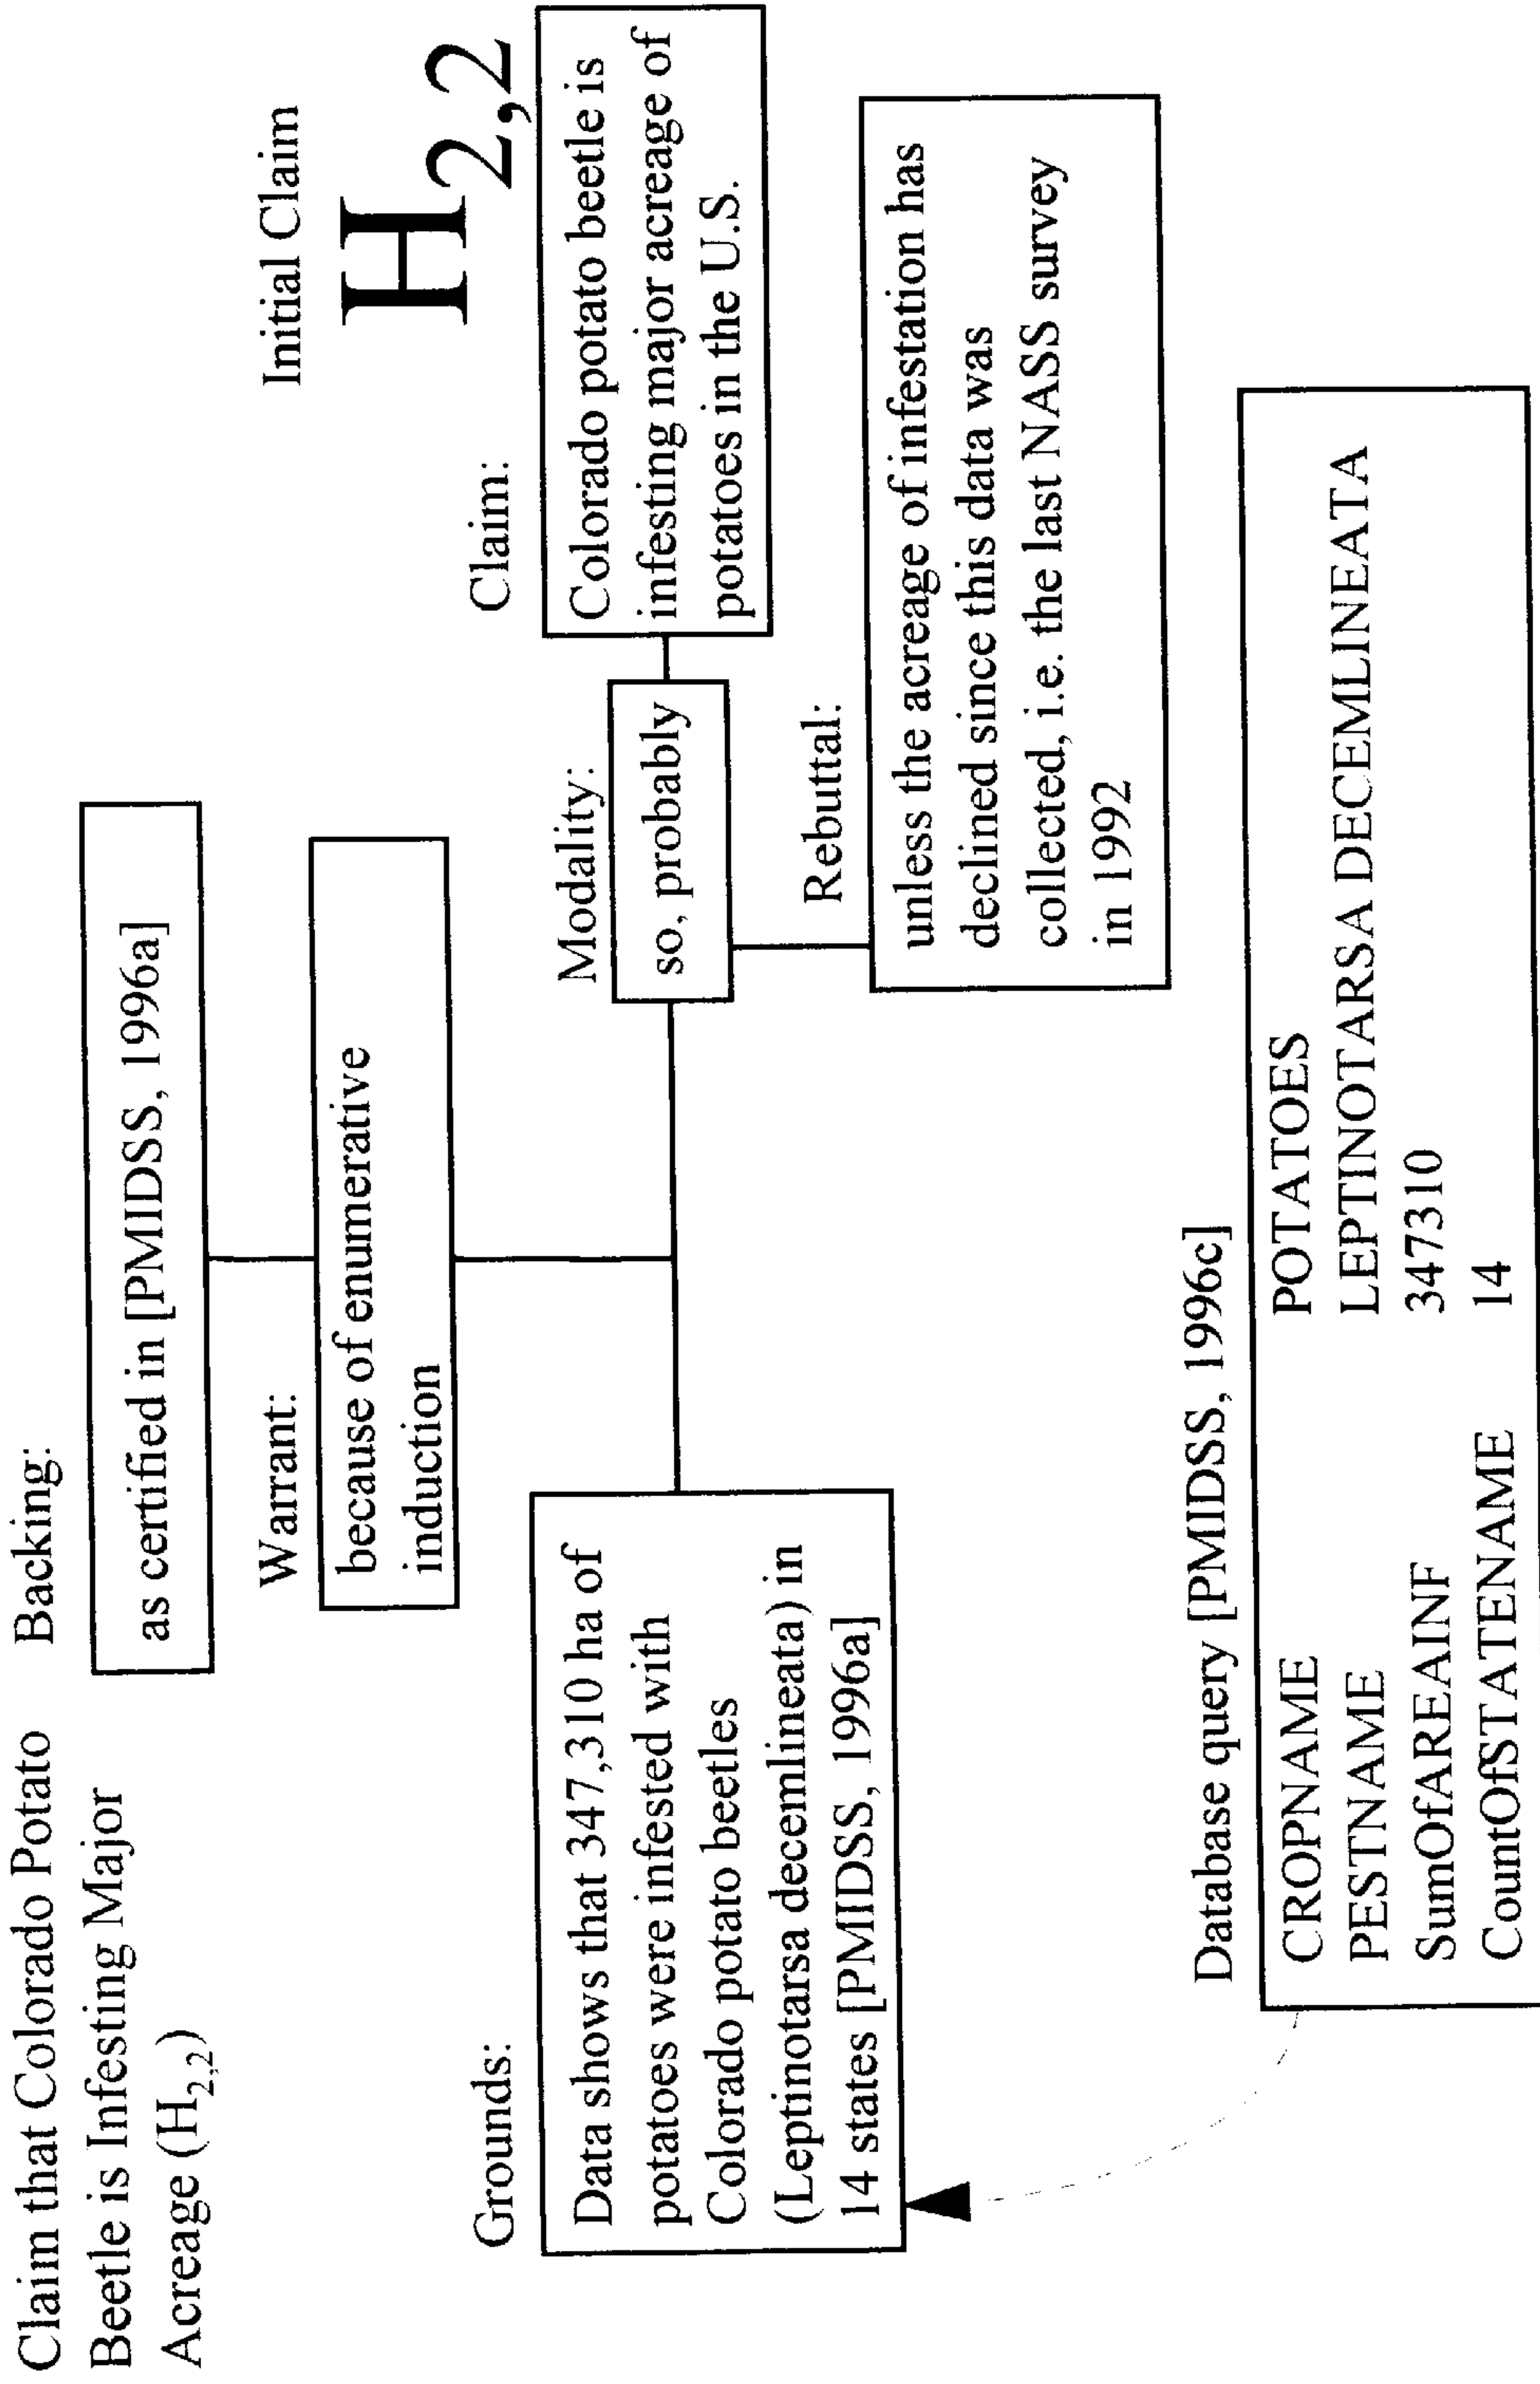 Claim that Colorado Potato
Beetle is Infesting Major
Acreage (H2,2)
Backing:
as certified in [PMIDSS, 1996a]
Warrant:
because of enumerative
induction
Initial Claim
H2,2
Grounds:
Data shows that 347,310 ha of
potatoes were infested with
Colorado potato beetles
(Leptinotarsa decemlineata) in
14 states [PMIDSS, 1996a]
Modality:
so, probably
Claim:
Colorado potato beetle is
infesting major acreage of
potatoes in the U.S.
Rebuttal:
unless the acreage of infestation has
declined since this data was
collected, i.e. the last NASS survey
in 1992
Database query [PMIDSS, 1996c]
CROPNAME POTATOES
PESTNAME LEPTINOTARSA DECEMLINEATA
SumOfAREAINF 347310
CountOfSTATENAME 14